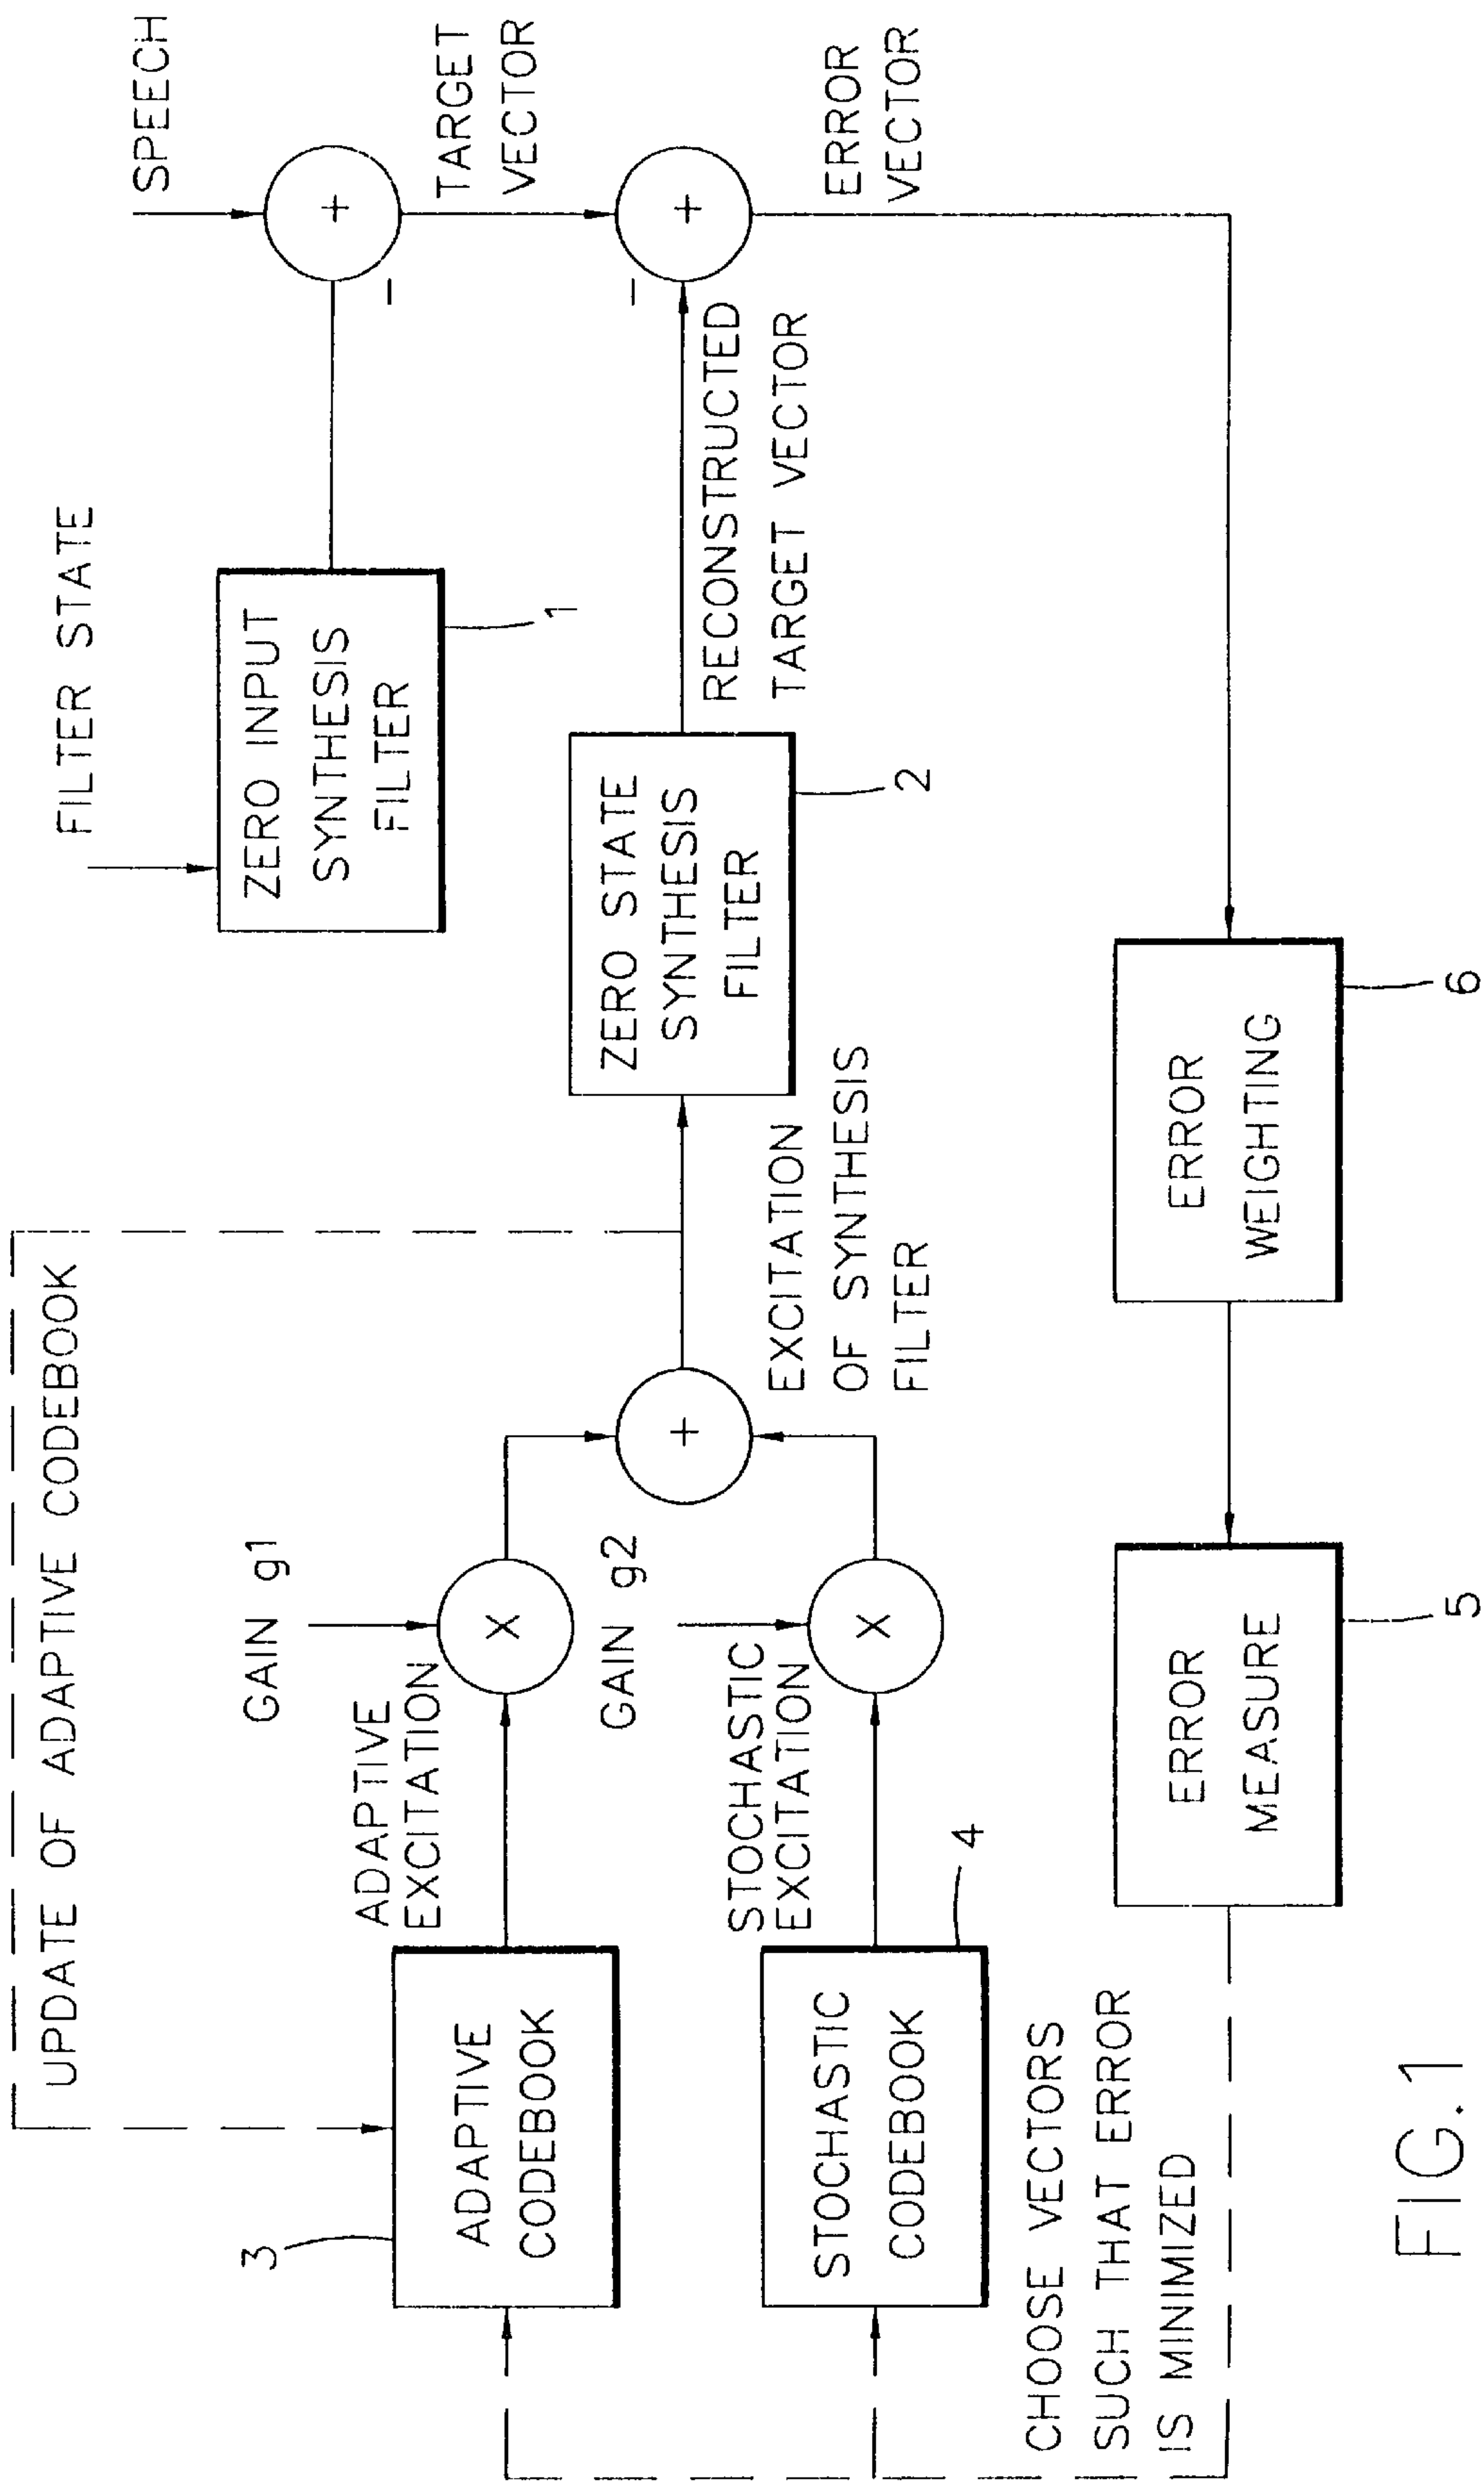 UPDATE OF ADAPTIVE CODEBOOK
FILTER STATE
SPEECH
3
ADAPTIVE
CODEBOOK
ADAPTIVE
EXCITATION
GAIN g1
X
ZERO INPUT
SYNTHESIS
FILTER
1
+
−
TARGET
VECTOR
STOCHASTIC
CODEBOOK
4
STOCHASTIC
EXCITATION
GAIN g2
X
+
EXCITATION
OF SYNTHESIS
FILTER
ZERO STATE
SYNTHESIS
FILTER
2
RECONSTRUCTED
TARGET VECTOR
−
+
ERROR
VECTOR
CHOOSE VECTORS
SUCH THAT ERROR
IS MINIMIZED
ERROR
MEASURE
5
ERROR
WEIGHTING
6
FIG.1